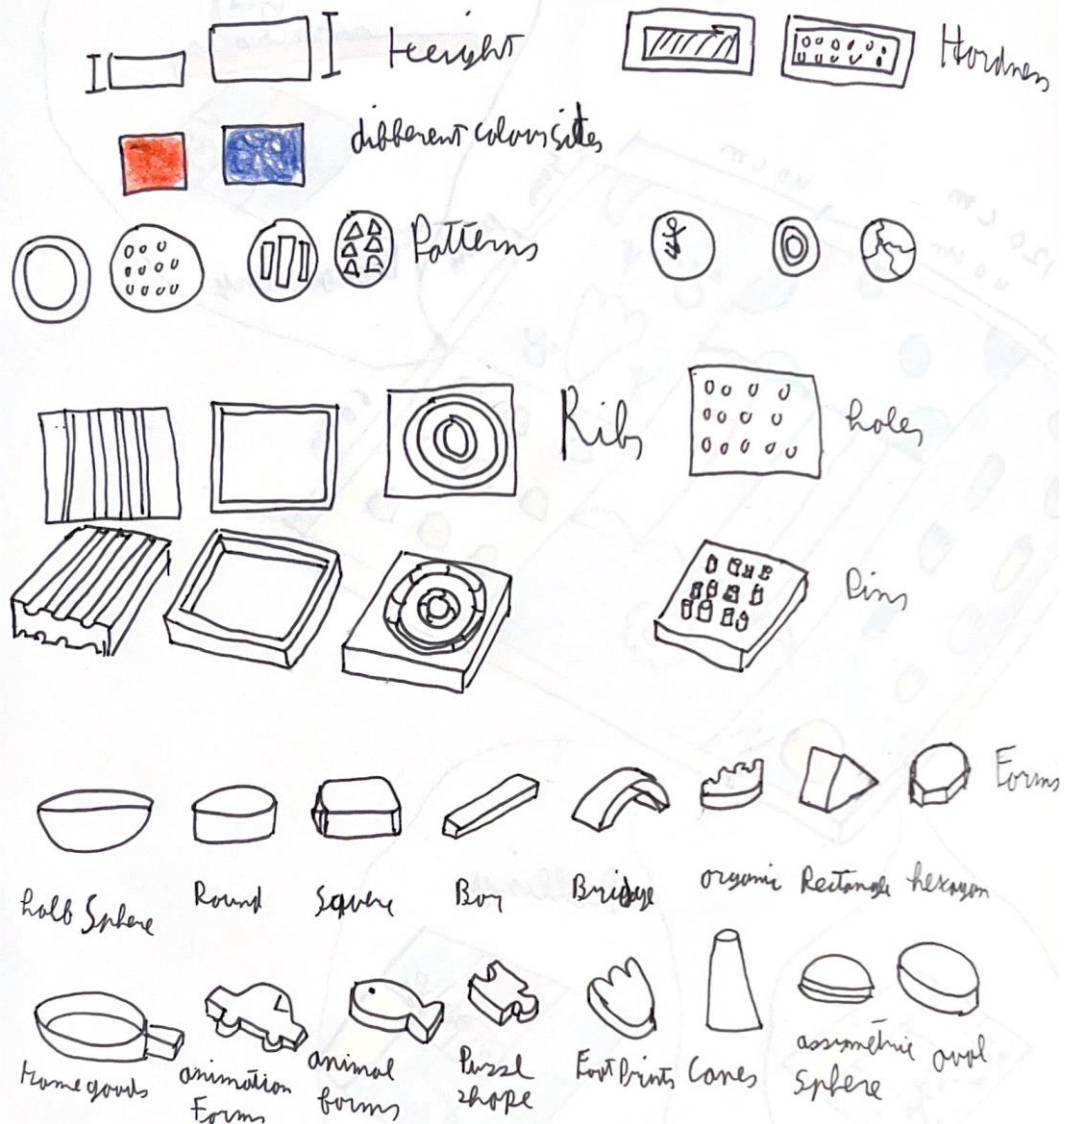 Height
Hardness
different colour sites
Patterns
Ribs
holes
Pins
Forms
half Sphere
Round
Square
Box
Bridge
organic
Rectangle
hexagon
Home goods
animation
Forms
animal
forms
Puzzl
shape
Foot Prints
Cones
assymetric
Sphere
oval